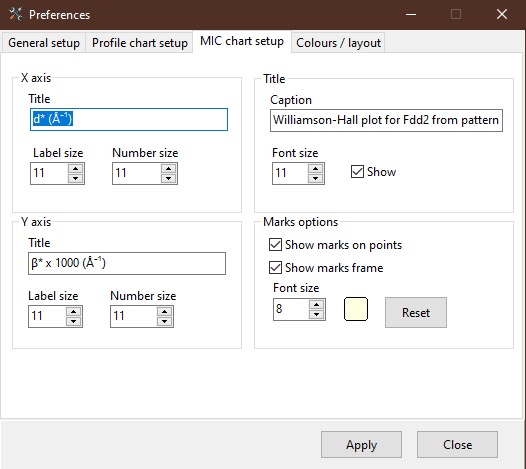 Preferences
General setup
Profile chart setup
MIC chart setup
Colours / layout
X axis
Title
d* (Å⁻¹)
Label size
Number size
11
11
Title
Caption
Williamson-Hall plot for Fdd2 from pattern
Font size
11
Show
Y axis
Title
β* x 1000 (Å⁻¹)
Label size
Number size
11
11
Marks options
Show marks on points
Show marks frame
Font size
8
Reset
Apply
Close